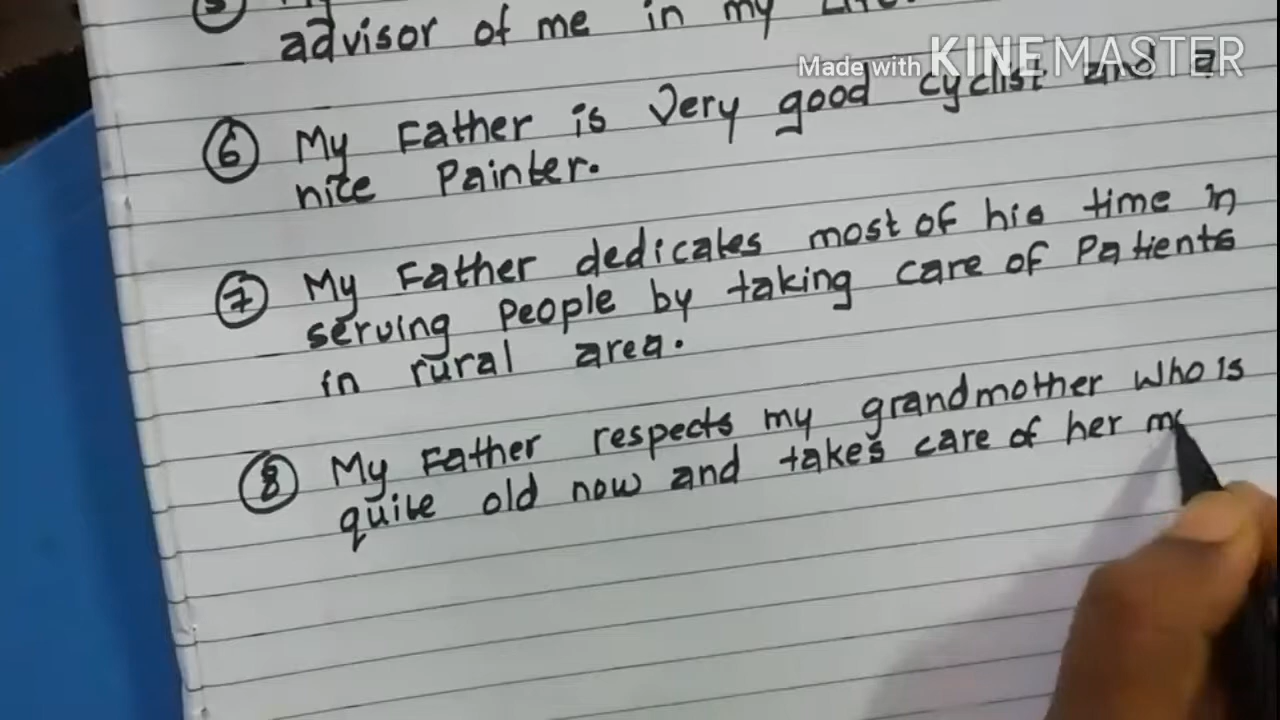 advisor of me in my
Made with KINEMASTER
⑥ My Father is very good cyclist and a
nice Painter.
⑦ My Father dedicates most of his time in
serving people by taking care of Patients
in rural area.
⑧ My Father respects my grandmother who is
quite old now and takes care of her